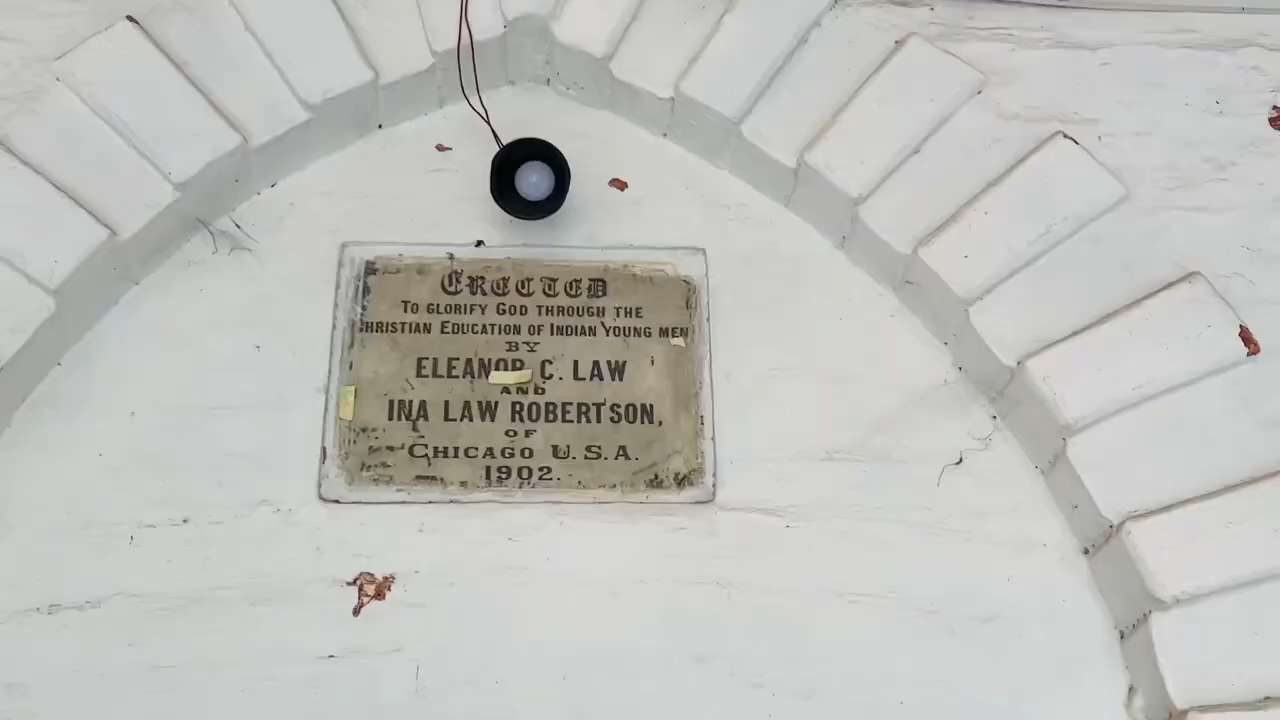 ERECTED
TO GLORIFY GOD THROUGH THE
HRISTIAN EDUCATION OF INDIAN YOUNG MEN
BY
ELEANOR C. LAW
AND
INA LAW ROBERTSON,
OF
CHICAGO U.S.A.
1902.